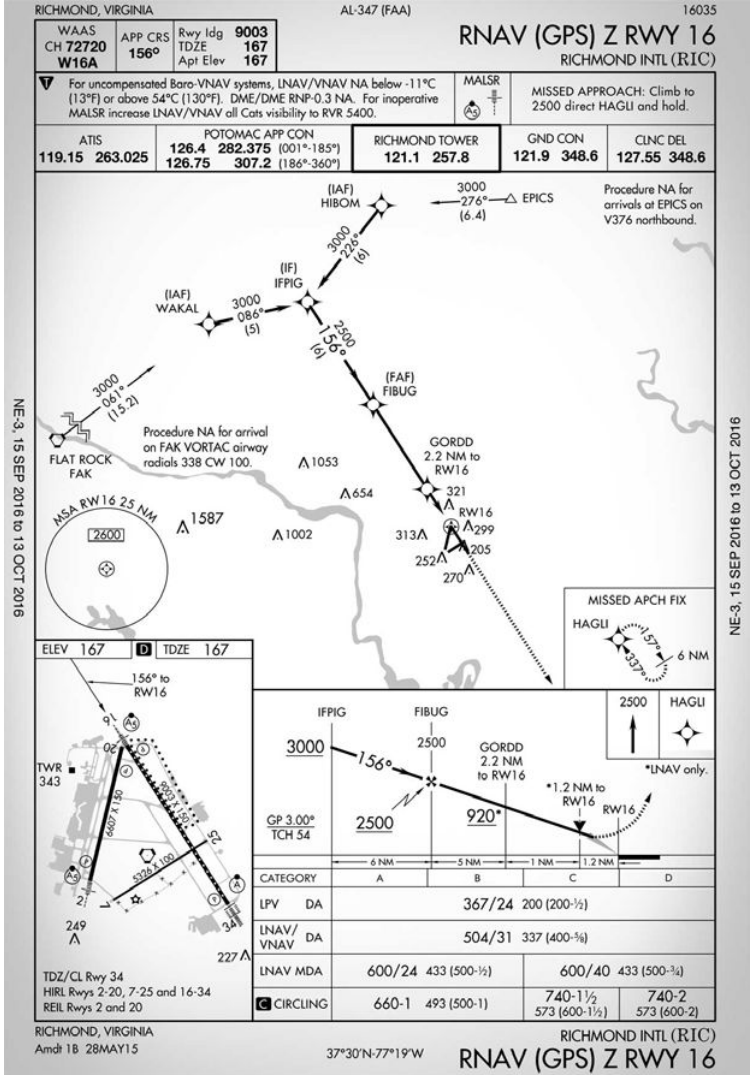 RICHMOND, VIRGINIA
AL-347 (FAA)
16035
WAAS
CH 72720
W16A
APP CRS
156°
Rwy ldg 9003
TDZE 167
Apt Elev 167
RNAV (GPS) Z RWY 16
RICHMOND INTL (RIC)
T
For uncompensated Baro-VNAV systems, LNAV/VNAV NA below -11°C
(13°F) or above 54°C (130°F). DME/DME RNP-0.3 NA. For inoperative
MALSR increase LNAV/VNAV all Cats visibility to RVR 5400.
MALSR
A5
MISSED APPROACH: Climb to
2500 direct HAGLI and hold.
ATIS
119.15 263.025
POTOMAC APP CON
126.4 282.375 (001°-185°)
126.75 307.2 (186°-360°)
RICHMOND TOWER
121.1 257.8
GND CON
121.9 348.6
CLNC DEL
127.55 348.6
(IAF)
HIBOM
3000
276°
(6.4)
EPICS
Procedure NA for
arrivals at EPICS on
V376 northbound.
3000
226°
(6)
(IF)
IFPIG
(IAF)
WAKAL
3000
086°
(5)
2500
156°
(6)
(FAF)
FIBUG
3000
061°
(15.2)
FLAT ROCK
FAK
Procedure NA for arrival
on FAK VORTAC airway
radials 338 CW 100.
GORDD
2.2 NM to
RW16
1053
654
321
RW16
299
313
205
252
270
1587
1002
MSA RW16 25 NM
2600
MISSED APCH FIX
HAGLI
157°
337°
6 NM
NE-3, 15 SEP 2016 to 13 OCT 2016
NE-3, 15 SEP 2016 to 13 OCT 2016
ELEV 167
D
TDZE 167
156° to
RW16
16
A5
20
TWR
343
6607 X 150
9003 X 150
25
5326 X 100
A5
2
7
A
34
249
227
TDZ/CL Rwy 34
HIRL Rwys 2-20, 7-25 and 16-34
REIL Rwys 2 and 20
2500
HAGLI
IFPIG
FIBUG
3000
156°
2500
GORDD
2.2 NM
to RW16
*LNAV only.
*1.2 NM to
RW16
RW16
GP 3.00°
TCH 54
2500
920*
6 NM
5 NM
1 NM
1.2 NM
CATEGORY A B C D
LPV DA 367/24 200 (200-½)
LNAV/
VNAV DA 504/31 337 (400-⅝)
LNAV MDA 600/24 433 (500-½) 600/40 433 (500-¾)
C CIRCLING 660-1 493 (500-1) 740-1½ 573 (600-1½) 740-2 573 (600-2)
RICHMOND, VIRGINIA
Amdt 1B 28MAY15
37°30'N-77°19'W
RICHMOND INTL (RIC)
RNAV (GPS) Z RWY 16